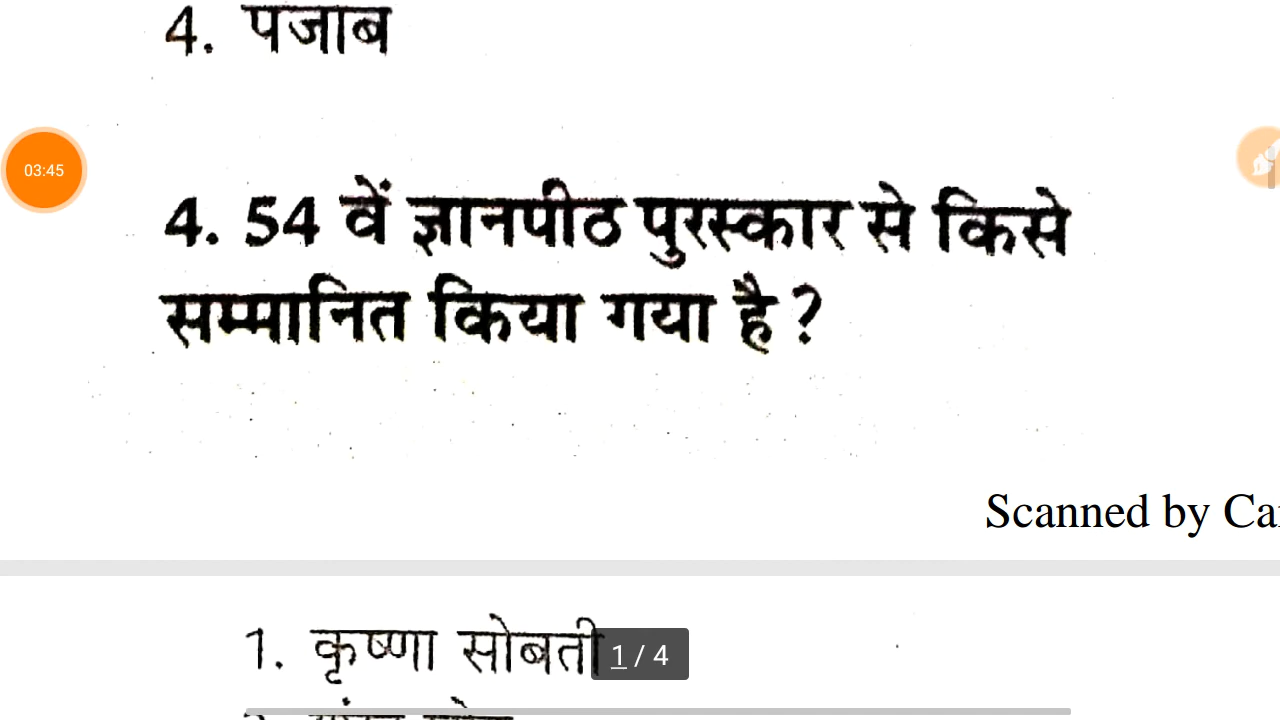 4. पजाब
03:45
4. 54 वें ज्ञानपीठ पुरस्कार से किसे
सम्मानित किया गया है?
Scanned by Ca
1. कृष्णा सोबती
1 / 4